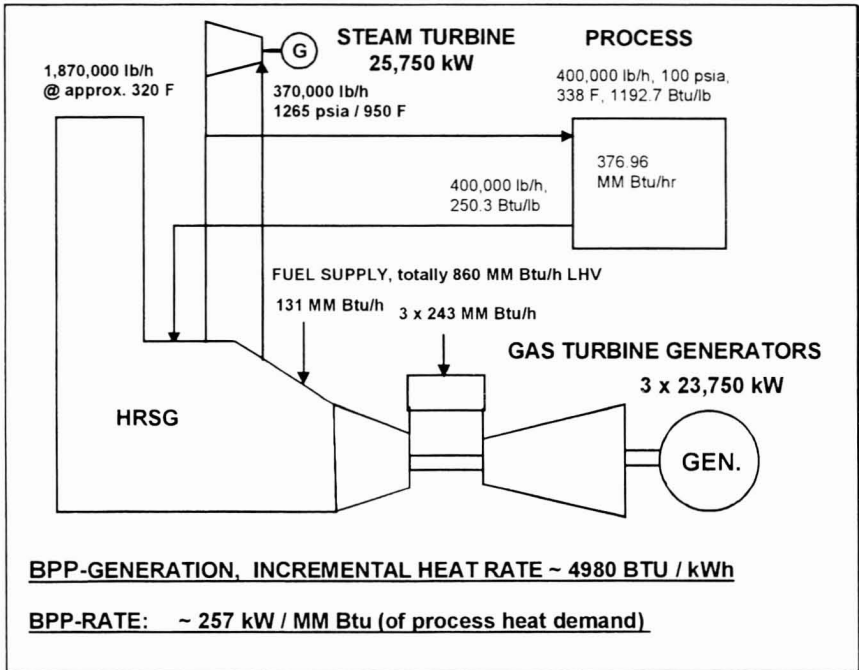 STEAM TURBINE
25,750 kW
G
PROCESS
400,000 lb/h, 100 psia,
338 F, 1192.7 Btu/lb
1,870,000 lb/h
@ approx. 320 F
370,000 lb/h
1265 psia / 950 F
376.96
MM Btu/hr
400,000 lb/h,
250.3 Btu/lb
FUEL SUPPLY, totally 860 MM Btu/h LHV
131 MM Btu/h
3 x 243 MM Btu/h
GAS TURBINE GENERATORS
3 x 23,750 kW
HRSG
GEN.
BPP-GENERATION, INCREMENTAL HEAT RATE ~ 4980 BTU / kWh
BPP-RATE: ~ 257 kW / MM Btu (of process heat demand)